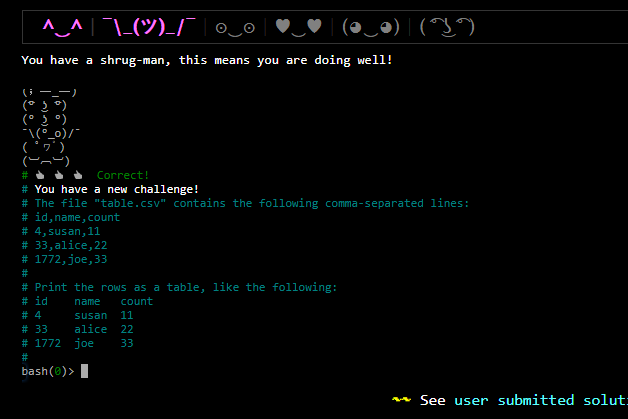 ^‿^ | ¯\_(ツ)_/¯ | ⊙‿⊙ | ♥‿♥ | (◕‿◕) | ( ͡° ͜ʖ ͡°)
You have a shrug-man, this means you are doing well!
(͡° ͜ʖ ͡°)
(° ͜ʖ °)
¯\(°_o)/¯
(︶︹︶)
# 👍 👍 👍 Correct!
# You have a new challenge!
# The file "table.csv" contains the following comma-separated lines:
# id,name,count
# 4,susan,11
# 33,alice,22
# 1772,joe,33
#
# Print the rows as a table, like the following:
# id    name   count
# 4     susan  11
# 33    alice  22
# 1772  joe    33
#
bash(0)>
~~ See user submitted